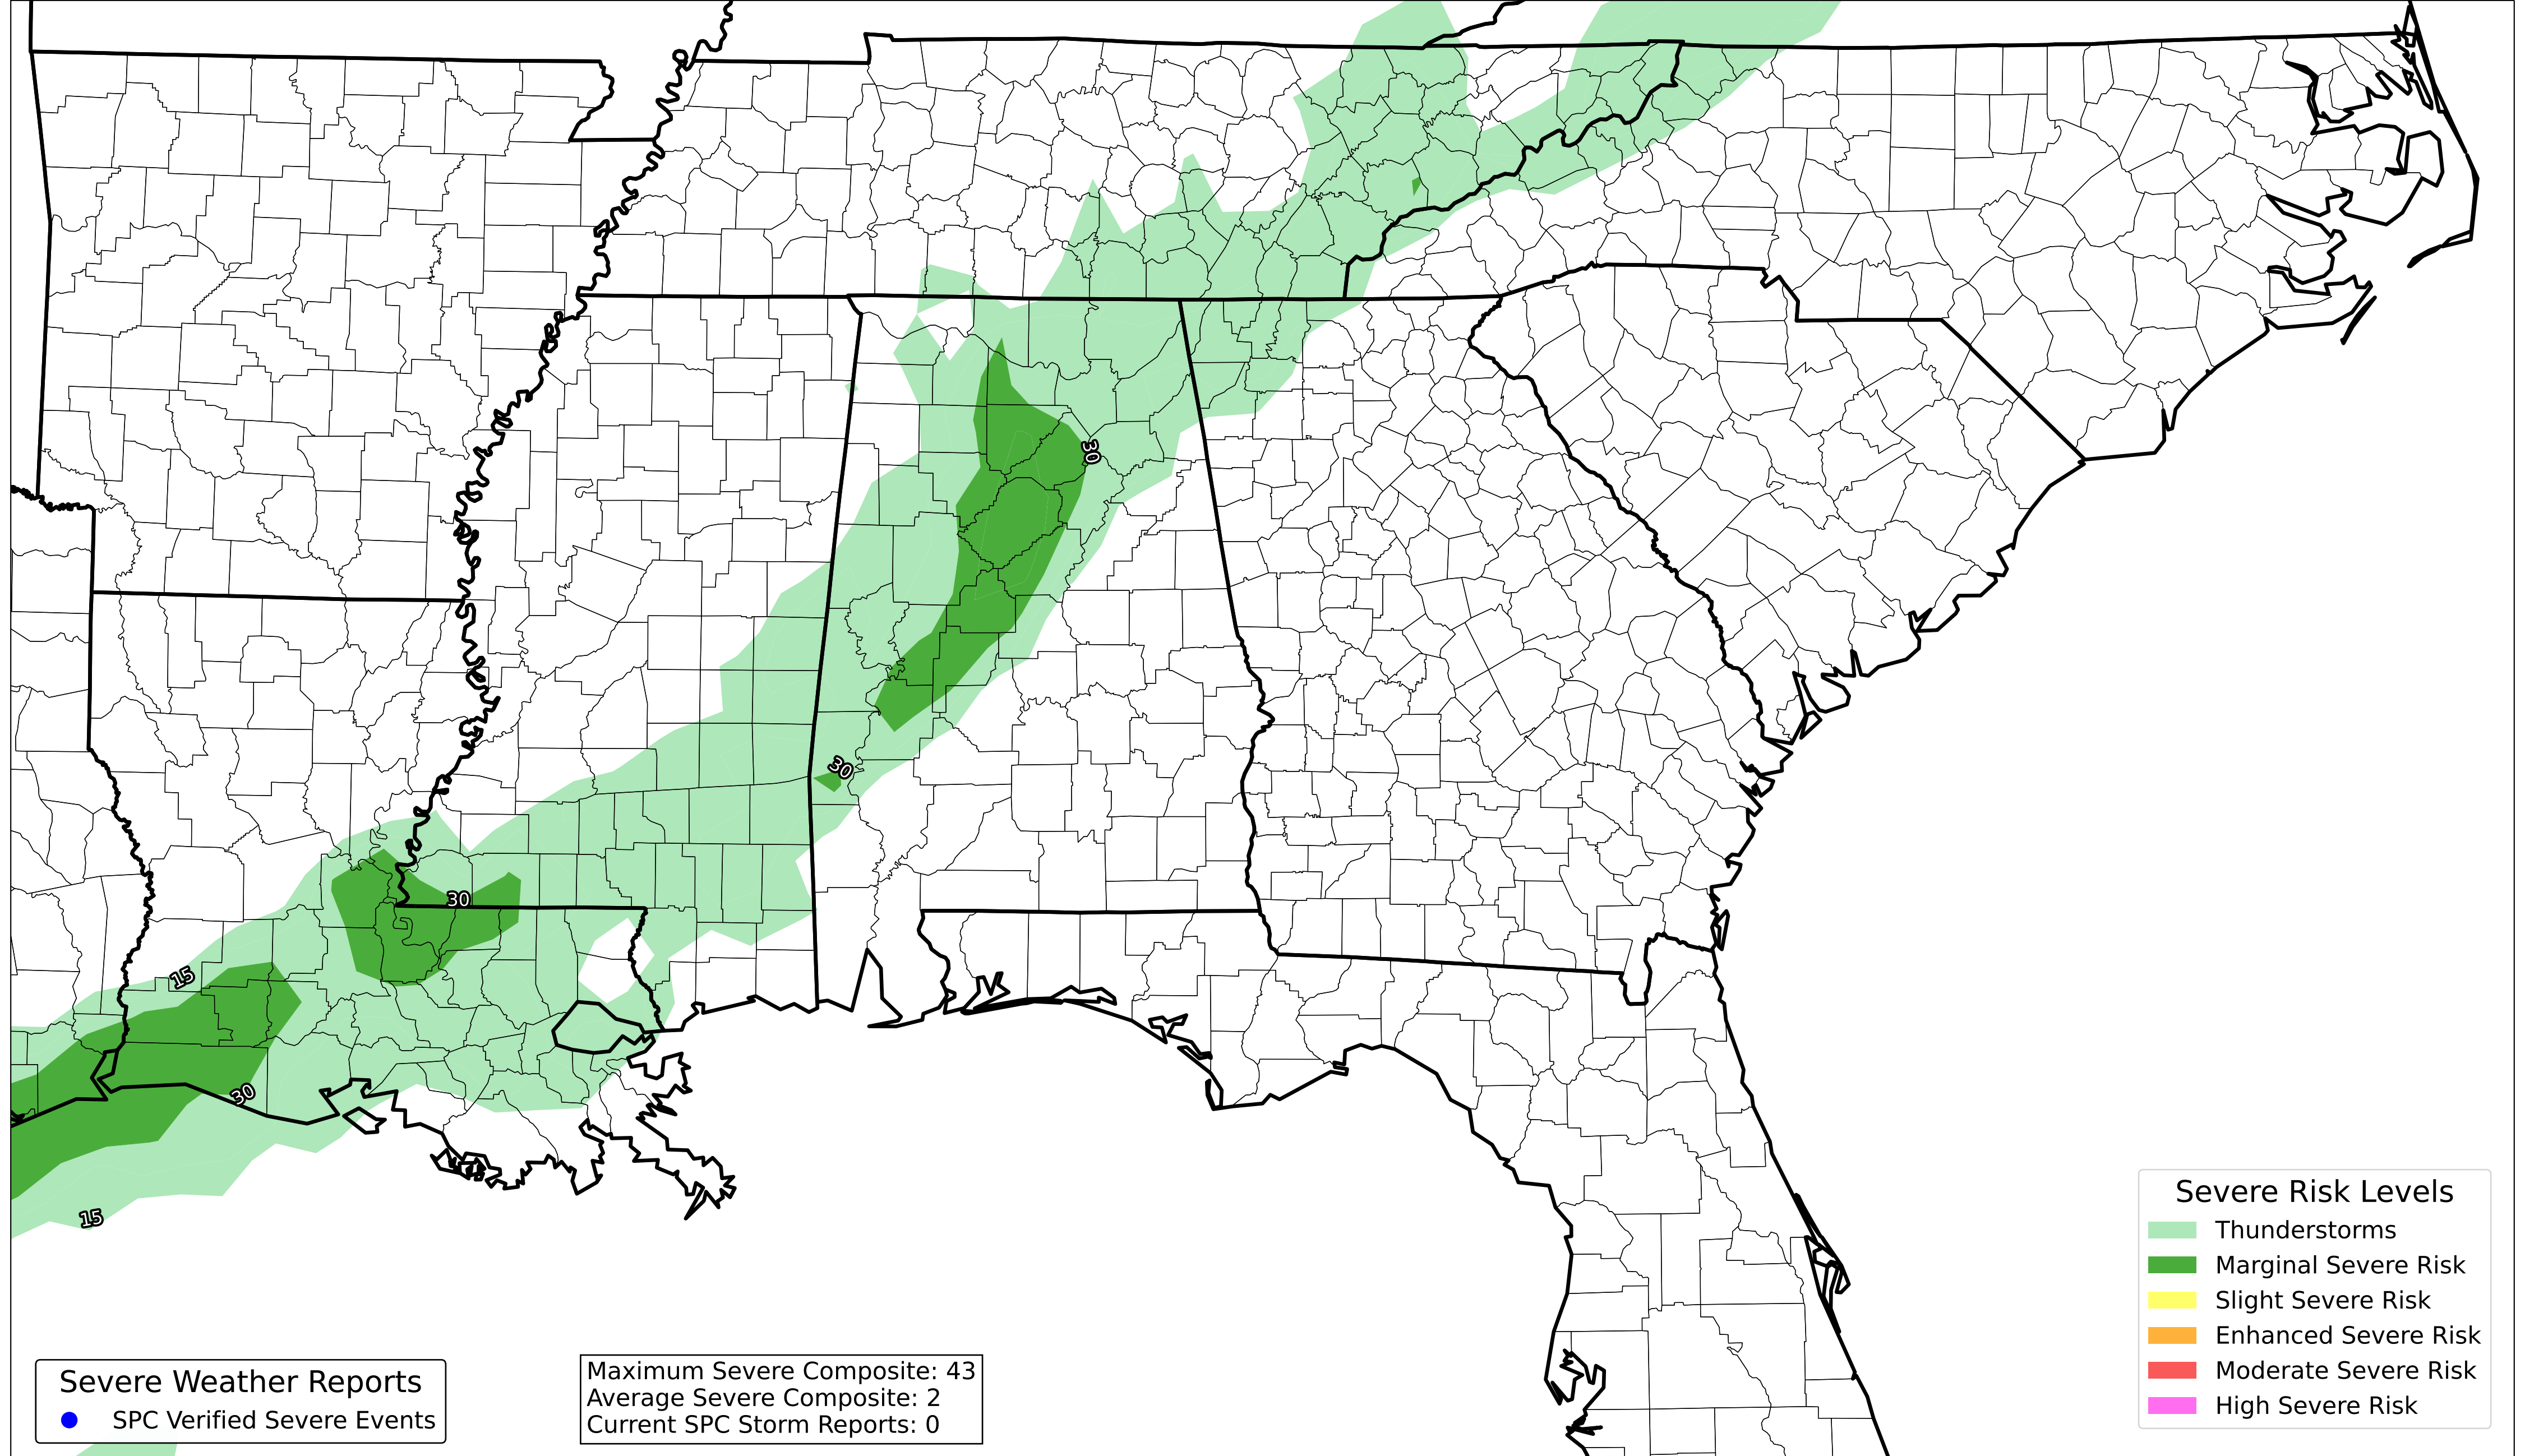 30
30
30
15
30
15
Severe Risk Levels
Thunderstorms
Marginal Severe Risk
Slight Severe Risk
Enhanced Severe Risk
Moderate Severe Risk
High Severe Risk
Severe Weather Reports
SPC Verified Severe Events
Maximum Severe Composite: 43
Average Severe Composite: 2
Current SPC Storm Reports: 0